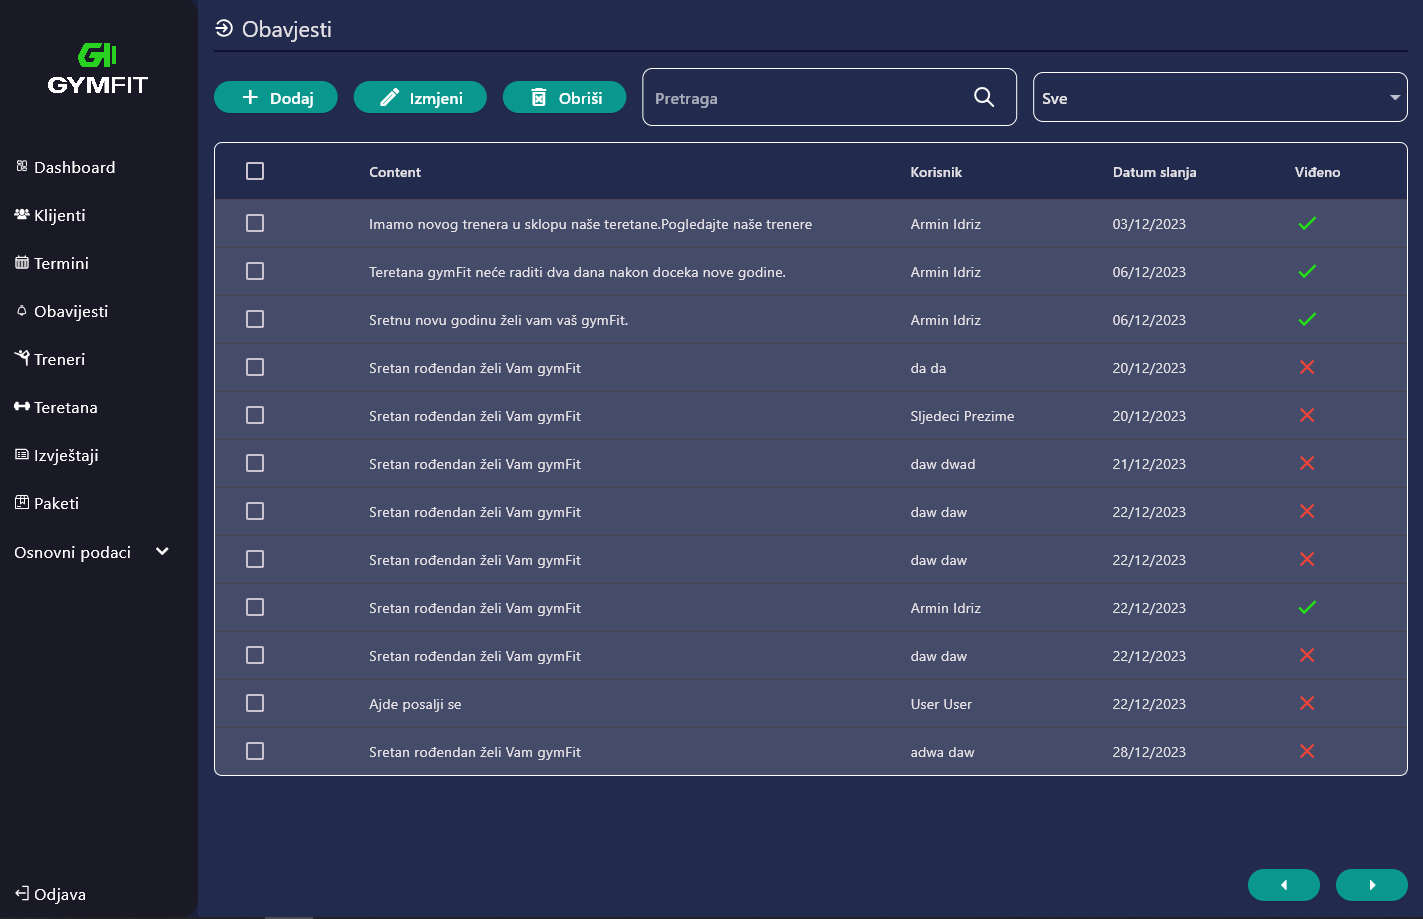 GYMFIT
Dashboard
Klijenti
Termini
Obavijesti
Treneri
Teretana
Izvještaji
Paketi
Osnovni podaci
Odjava
Obavjesti
Dodaj Izmjeni Obriši Pretraga Sve
Content Korisnik Datum slanja Viđeno
Imamo novog trenera u sklopu naše teretane.Pogledajte naše trenere Armin Idriz 03/12/2023
Teretana gymFit neće raditi dva dana nakon doceka nove godine. Armin Idriz 06/12/2023
Sretnu novu godinu želi vam vaš gymFit. Armin Idriz 06/12/2023
Sretan rođendan želi Vam gymFit da da 20/12/2023
Sretan rođendan želi Vam gymFit Sljedeci Prezime 20/12/2023
Sretan rođendan želi Vam gymFit daw dwad 21/12/2023
Sretan rođendan želi Vam gymFit daw daw 22/12/2023
Sretan rođendan želi Vam gymFit daw daw 22/12/2023
Sretan rođendan želi Vam gymFit Armin Idriz 22/12/2023
Sretan rođendan želi Vam gymFit daw daw 22/12/2023
Ajde posalji se User User 22/12/2023
Sretan rođendan želi Vam gymFit adwa daw 28/12/2023